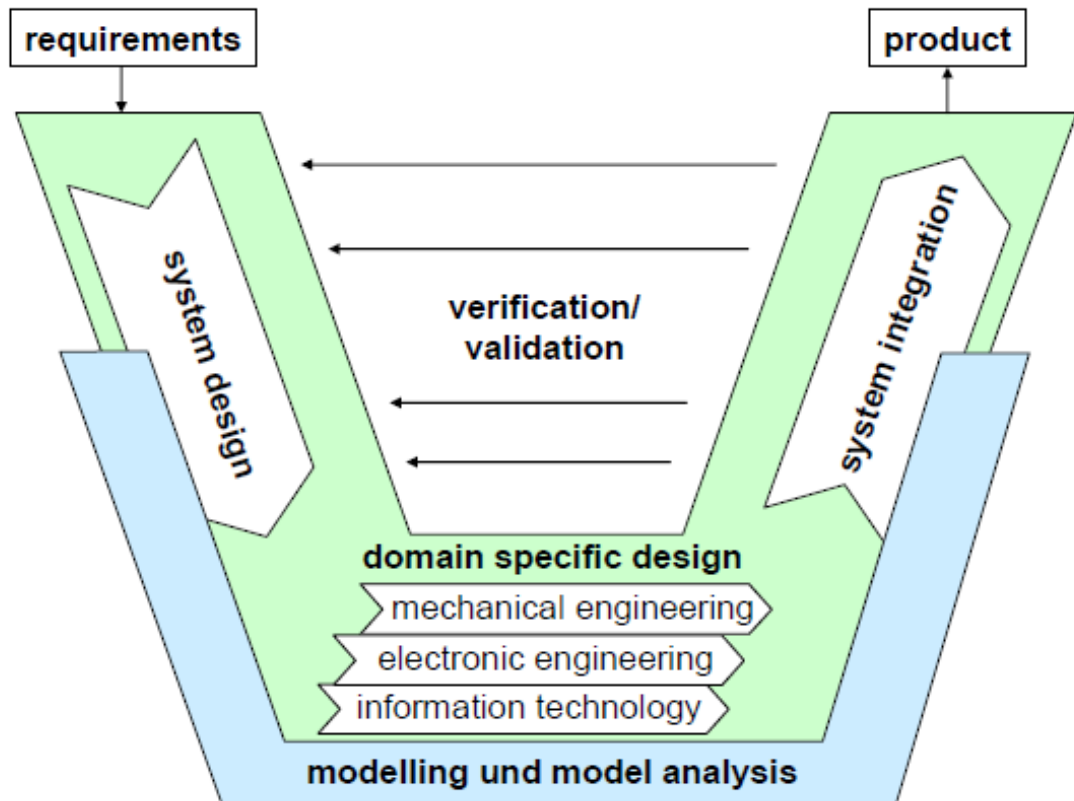 requirements
product
system design
verification/
validation
system integration
domain specific design
mechanical engineering
electronic engineering
information technology
modelling und model analysis